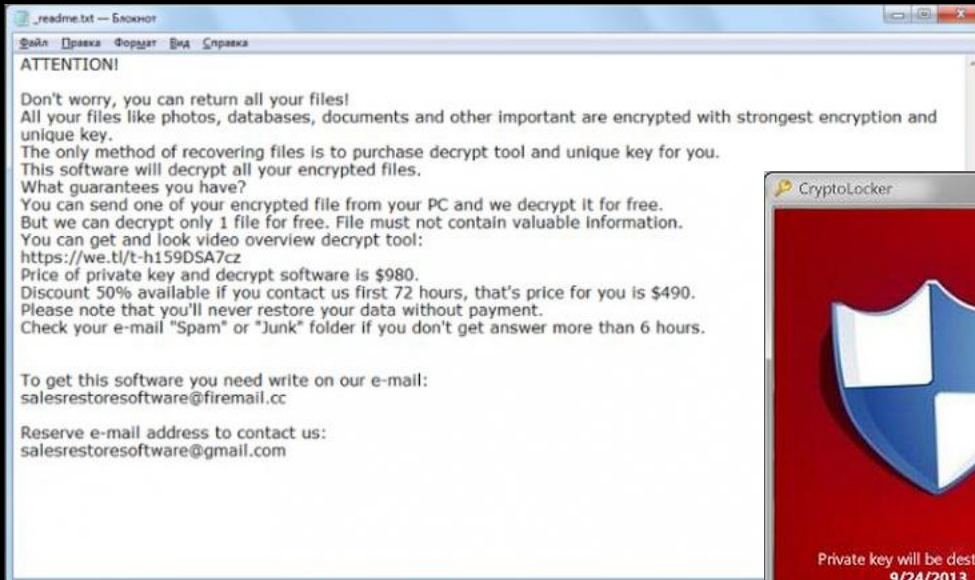 _readme.txt — Блокнот
Файл Правка Формат Вид Справка
ATTENTION!
Don't worry, you can return all your files!
All your files like photos, databases, documents and other important are encrypted with strongest encryption and
unique key.
The only method of recovering files is to purchase decrypt tool and unique key for you.
This software will decrypt all your encrypted files.
What guarantees you have?
You can send one of your encrypted file from your PC and we decrypt it for free.
But we can decrypt only 1 file for free. File must not contain valuable information.
You can get and look video overview decrypt tool:
https://we.tl/t-h159DSA7cz
Price of private key and decrypt software is $980.
Discount 50% available if you contact us first 72 hours, that's price for you is $490.
Please note that you'll never restore your data without payment.
Check your e-mail "Spam" or "Junk" folder if you don't get answer more than 6 hours.
To get this software you need write on our e-mail:
salesrestoresoftware@firemail.cc
Reserve e-mail address to contact us:
salesrestoresoftware@gmail.com
CryptoLocker
Private key will be dest
9/24/2013